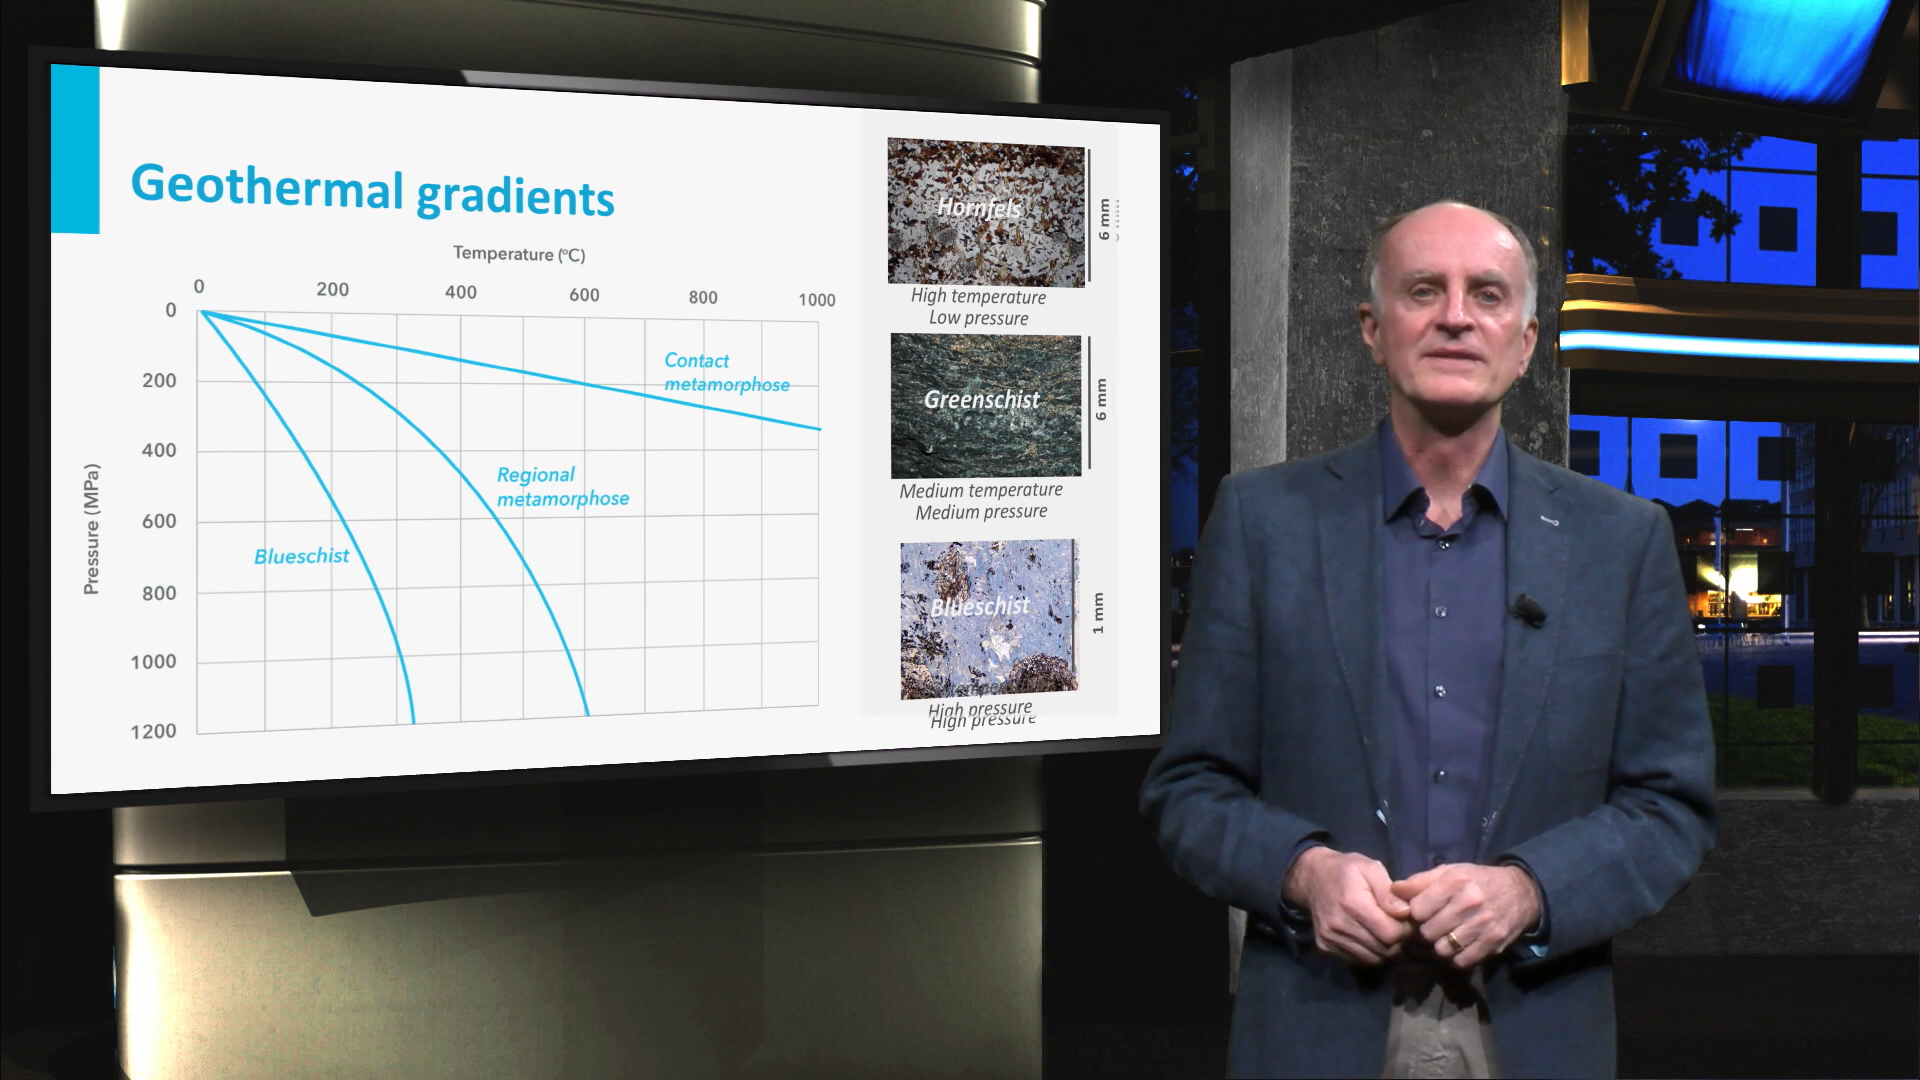 Geothermal gradients
Temperature (ºC)
0 200 400 600 800 1000
0
200
400
600
800
1000
1200
Pressure (MPa)
Contact
metamorphose
Regional
metamorphose
Blueschist
Hornfels
6 mm
High temperature
Low pressure
Greenschist
6 mm
Medium temperature
Medium pressure
Blueschist
1 mm
High pressure
High pressure